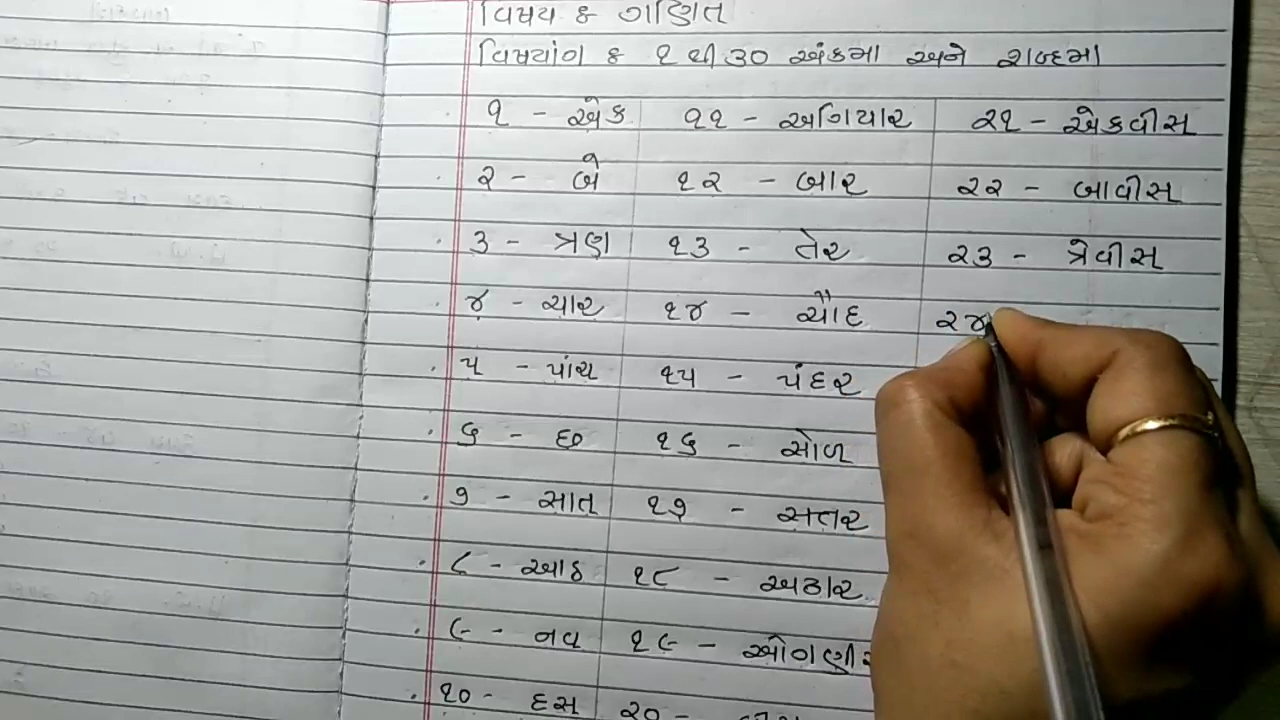 વિષય ઃ ગણિત
વિષયાંગ ઃ ૧ થી ૩૦ અંકમા અને શબ્દમા
૧ - એક ૧૧ - અગિયાર ૨૧ - એકવીસ
૨ - બે ૧૨ - બાર ૨૨ - બાવીસ
૩ - ત્રણ ૧૩ - તેર ૨૩ - ત્રેવીસ
૪ - ચાર ૧૪ - ચૌદ ૨૪
૫ - પાંચ ૧૫ - પંદર
૬ - છ ૧૬ - સોળ
૭ - સાત ૧૭ - સત્તર
૮ - આઠ ૧૮ - અઢાર
૯ - નવ ૧૯ - ઓગણી
૧૦ - દસ ૨૦ -